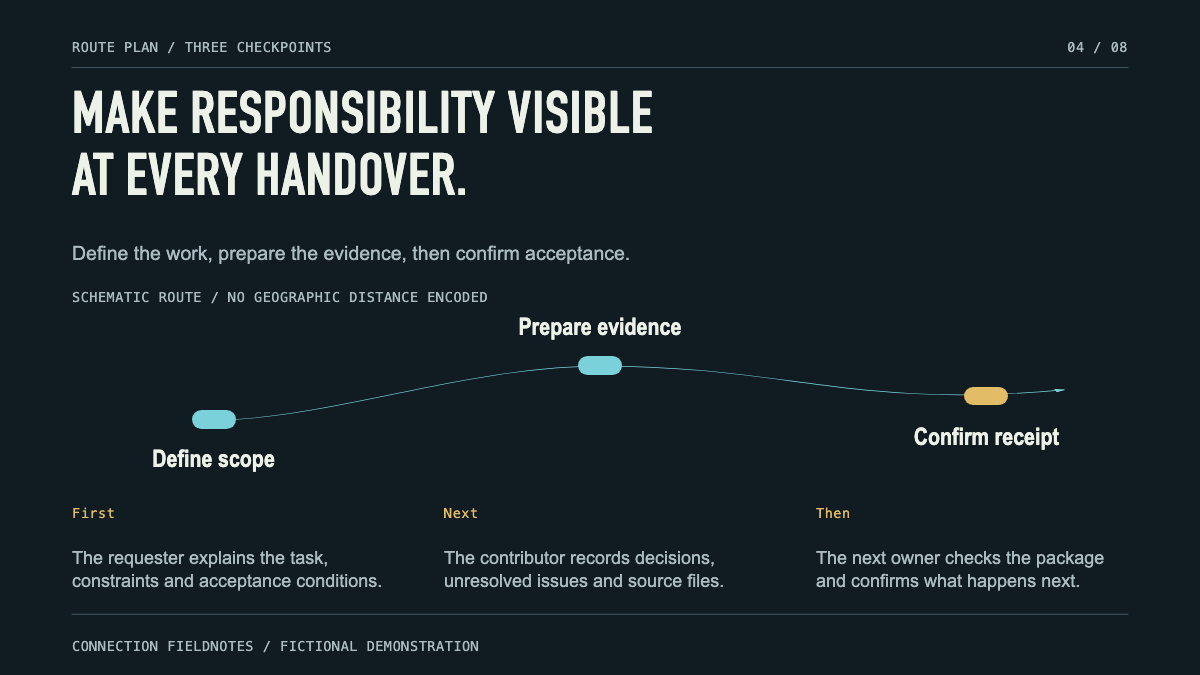 ROUTE PLAN / THREE CHECKPOINTS
04 / 08
MAKE RESPONSIBILITY VISIBLE
AT EVERY HANDOVER.
Define the work, prepare the evidence, then confirm acceptance.
SCHEMATIC ROUTE / NO GEOGRAPHIC DISTANCE ENCODED
Prepare evidence
Confirm receipt
Define scope
First
The requester explains the task,
constraints and acceptance conditions.
Next
The contributor records decisions,
unresolved issues and source files.
Then
The next owner checks the package
and confirms what happens next.
CONNECTION FIELDNOTES / FICTIONAL DEMONSTRATION